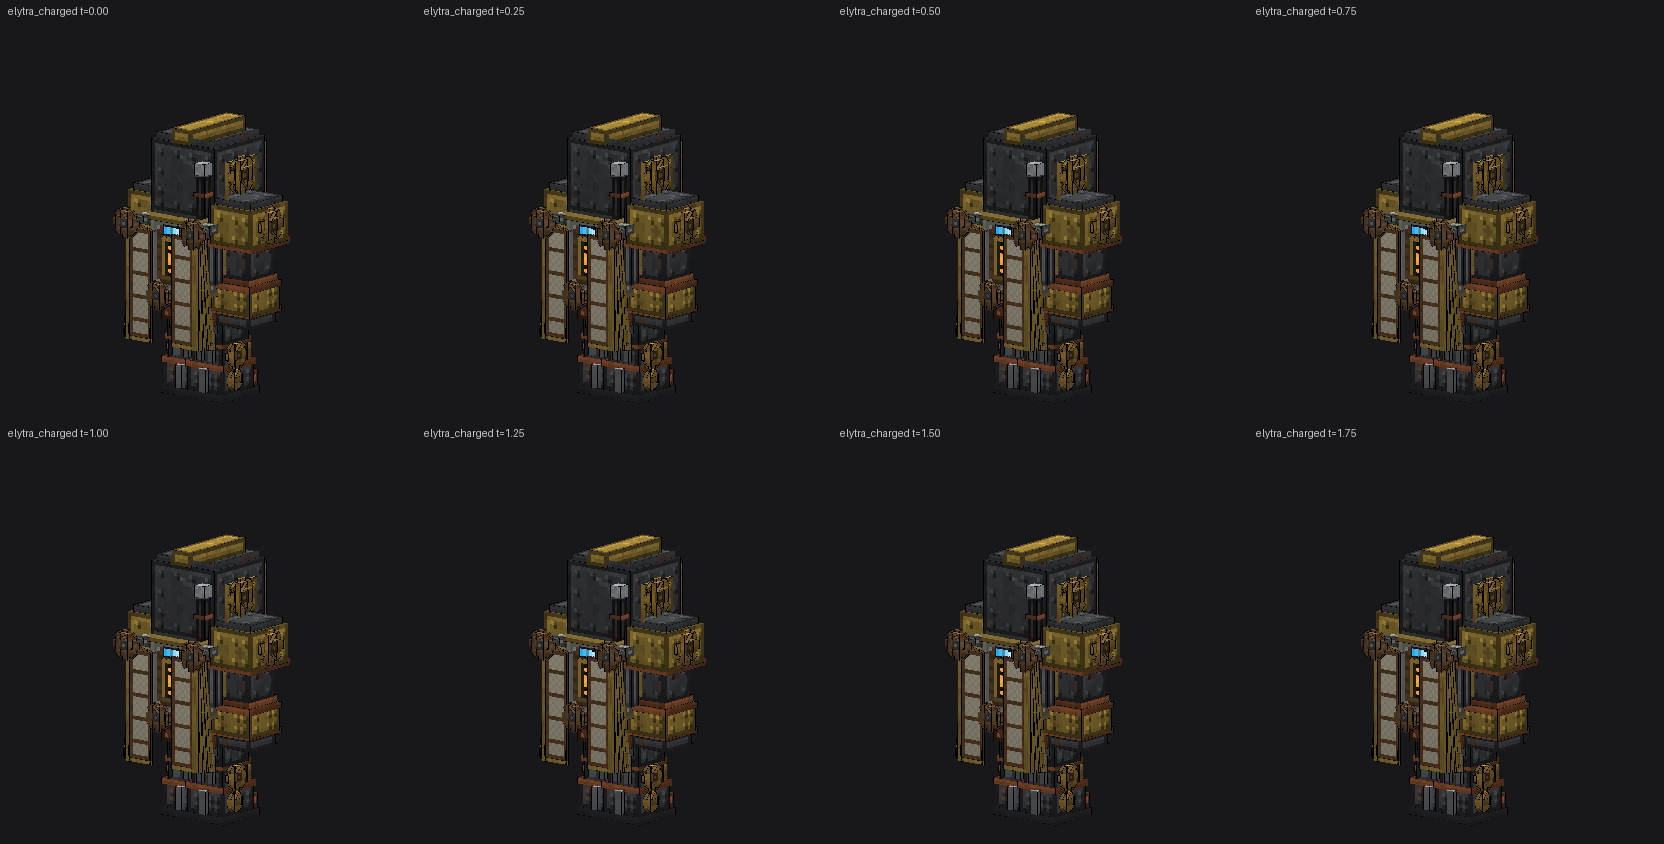 elytra_charged t=0.00
elytra_charged t=0.25
elytra_charged t=0.50
elytra_charged t=0.75
elytra_charged t=1.00
elytra_charged t=1.25
elytra_charged t=1.50
elytra_charged t=1.75